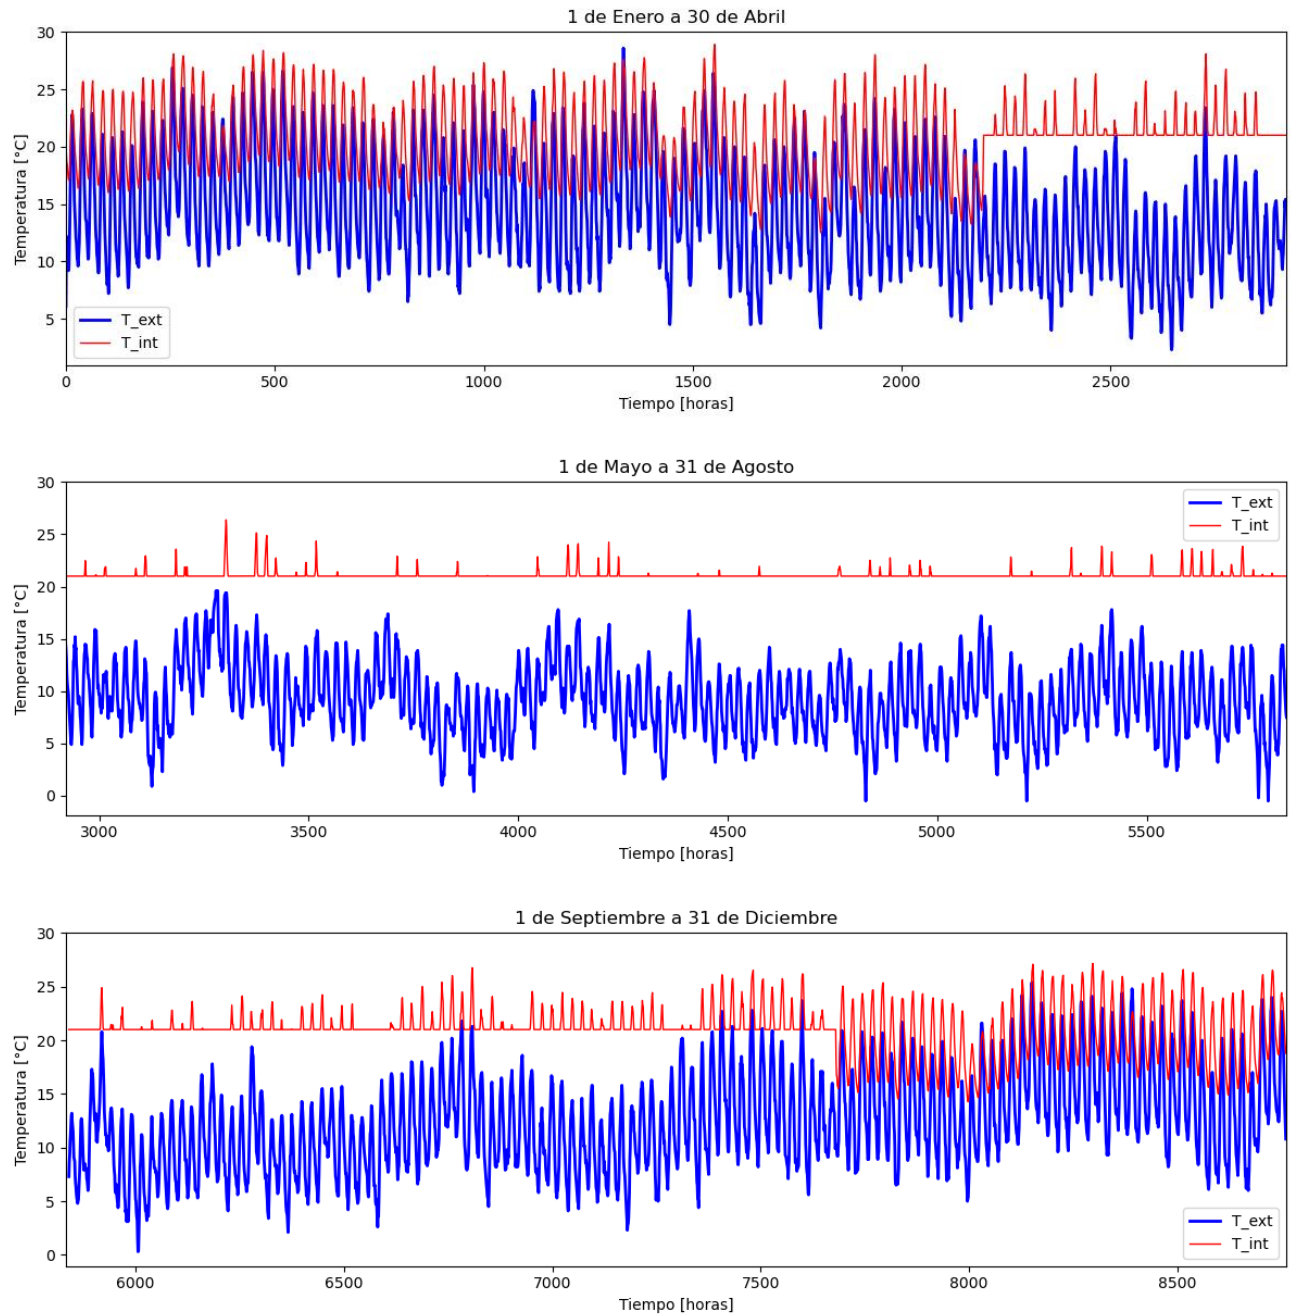 1 de Enero a 30 de Abril
30
25
20
15
10
5
Temperatura [°C]
T_ext
T_int
0
500
1000
1500
2000
2500
Tiempo [horas]
1 de Mayo a 31 de Agosto
30
25
20
15
10
5
0
Temperatura [°C]
T_ext
T_int
3000
3500
4000
4500
5000
5500
Tiempo [horas]
1 de Septiembre a 31 de Diciembre
30
25
20
15
10
5
0
Temperatura [°C]
T_ext
T_int
6000
6500
7000
7500
8000
8500
Tiempo [horas]